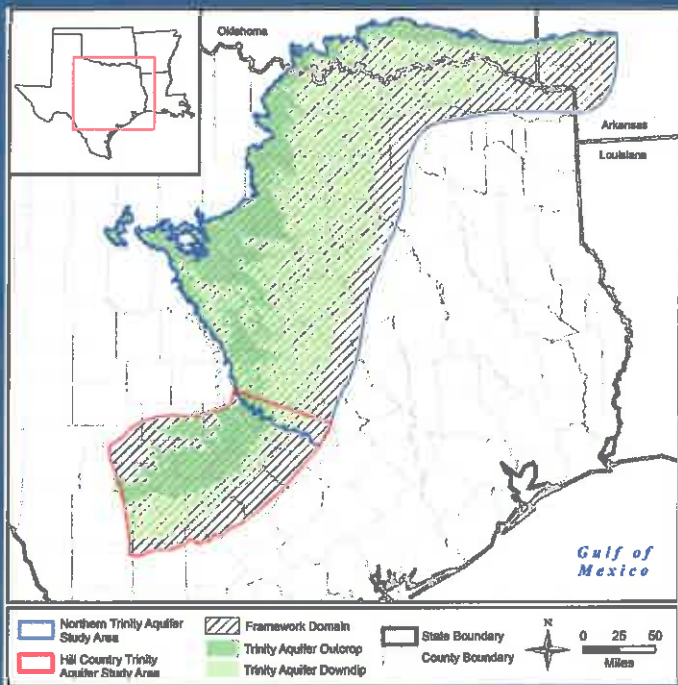 Oklahoma
Arkansas
Louisiana
Gulf of
Mexico
Northern Trinity Aquifer
Study Area
Hill Country Trinity
Aquifer Study Area
Framework Domain
Trinity Aquifer Outcrop
Trinity Aquifer Downdip
State Boundary
County Boundary
N
0 25 50
Miles